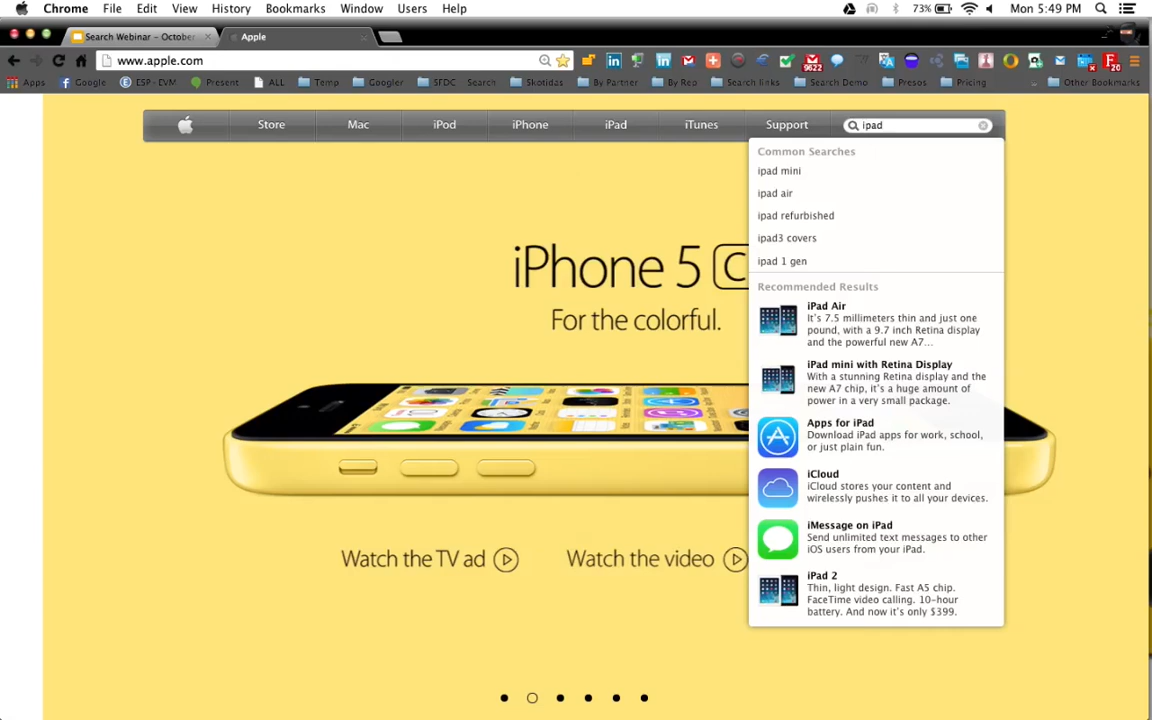 Chrome File Edit View History Bookmarks Window Users Help 73% Mon 5:49 PM
Search Webinar – October Apple
www.apple.com 9622 20
Apps Google ESP - EVM Present ALL Temp Googler SFDC Search Skotidas By Partner By Rep Search links Search Demo Presos Pricing Other Bookmarks
Store Mac iPod iPhone iPad iTunes Support ipad
Common Searches
ipad mini
ipad air
ipad refurbished
ipad3 covers
ipad 1 gen
iPhone 5 C
For the colorful.
Watch the TV ad Watch the video
Recommended Results
iPad Air
It's 7.5 millimeters thin and just one
pound, with a 9.7 inch Retina display
and the powerful new A7...
iPad mini with Retina Display
With a stunning Retina display and the
new A7 chip, it's a huge amount of
power in a very small package.
Apps for iPad
Download iPad apps for work, school,
or just plain fun.
iCloud
iCloud stores your content and
wirelessly pushes it to all your devices.
iMessage on iPad
Send unlimited text messages to other
iOS users from your iPad.
iPad 2
Thin, light design. Fast A5 chip.
FaceTime video calling. 10-hour
battery. And now it's only $399.